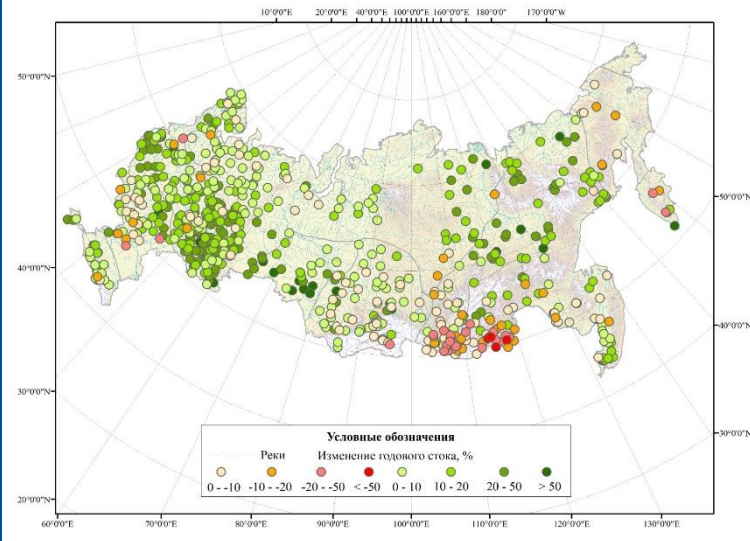 10°0'0"E 20°0'0"E 40°0'0"E 60°0'0"E 100°0'0"E 160°0'0"E 180°0'0" 170°0'0"W
50°0'0"N
50°0'0"N
40°0'0"N
40°0'0"N
30°0'0"N
30°0'0"N
20°0'0"N
Условные обозначения
Реки Изменение годового стока, %
0 - -10 -10 - -20 -20 - -50 < -50 0 - 10 10 - 20 20 - 50 > 50
60°0'0"E 70°0'0"E 80°0'0"E 90°0'0"E 100°0'0"E 110°0'0"E 120°0'0"E 130°0'0"E